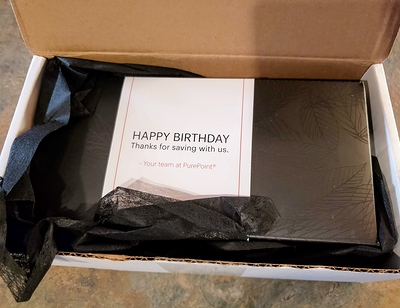 HAPPY BIRTHDAY
Thanks for saving with us.
- Your team at PurePoint®